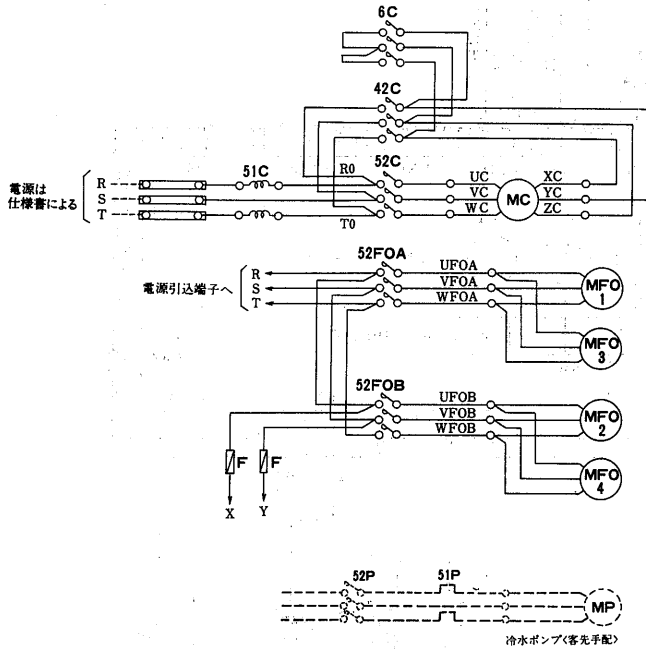 6C
42C
51C
R0
52C
電源は
仕様書による
R
S
T
UC
VC
WC
MC
XC
YC
ZC
T0
52FOA
電源引込端子へ
R
S
T
UFOA
VFOA
WFOA
MFO
1
MFO
3
52FOB
UFOB
VFOB
WFOB
MFO
2
F
F
MFO
4
X
Y
52P
51P
MP
冷水ポンプ<客先手配>